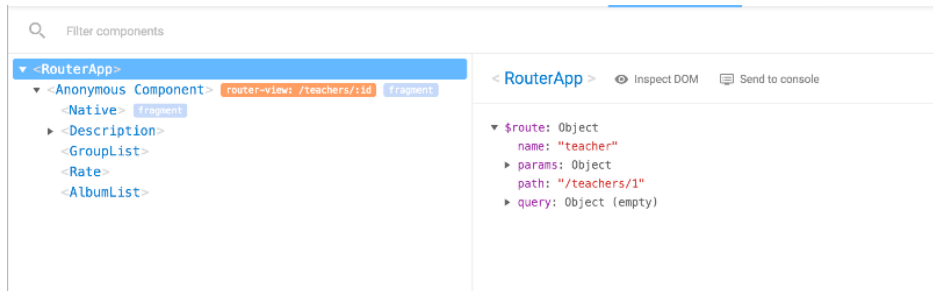 Filter components
▼ <RouterApp>
▼ <Anonymous Component> router-view: /teachers/:id fragment
<Native> fragment
▶ <Description>
<GroupList>
<Rate>
<AlbumList>
< RouterApp > Inspect DOM Send to console
▼ $route: Object
name: "teacher"
▶ params: Object
path: "/teachers/1"
▶ query: Object (empty)